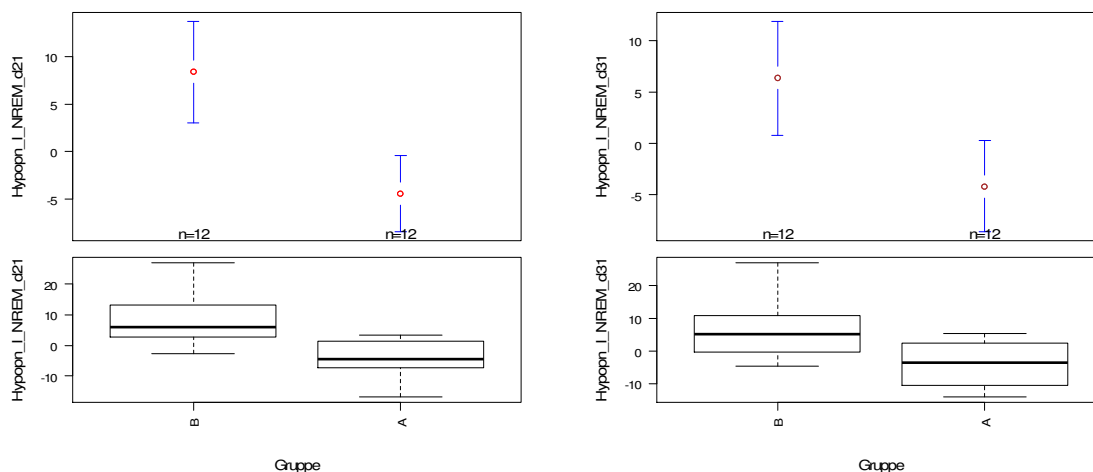 Hypopn_I_NREM_d21
10
5
0
-5
n=12
n=12
Hypopn_I_NREM_d21
20
10
0
-10
B
A
Gruppe
Hypopn_I_NREM_d31
10
5
0
-5
n=12
n=12
Hypopn_I_NREM_d31
20
10
0
-10
B
A
Gruppe